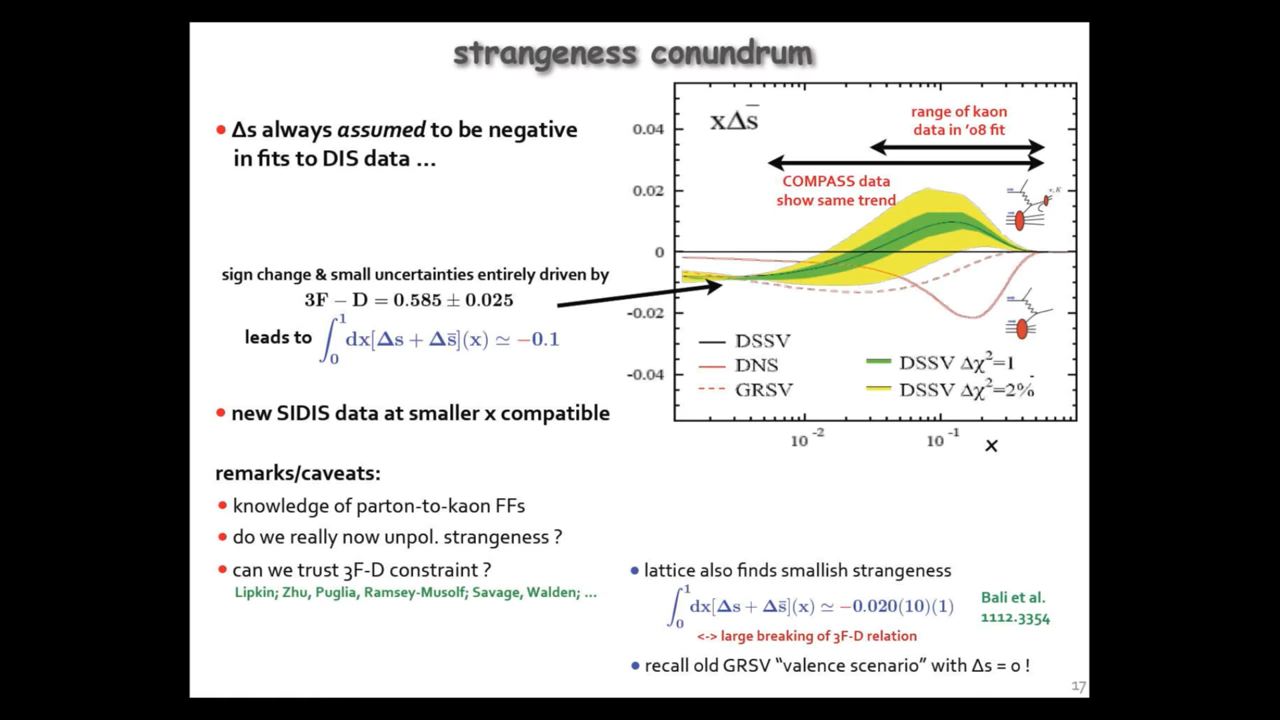 strangeness conundrum
• Δs always assumed to be negative
in fits to DIS data ...
sign change & small uncertainties entirely driven by
3F − D = 0.585 ± 0.025
leads to ∫₀¹ dx[Δs + Δs̄](x) ≃ −0.1
• new SIDIS data at smaller x compatible
remarks/caveats:
• knowledge of parton-to-kaon FFs
• do we really now unpol. strangeness ?
• can we trust 3F-D constraint ?
Lipkin; Zhu, Puglia, Ramsey-Musolf; Savage, Walden; ...
xΔs̄
range of kaon
data in '08 fit
COMPASS data
show same trend
0.04
0.02
0
-0.02
-0.04
DSSV
DNS
GRSV
DSSV Δχ²=1
DSSV Δχ²=2%
10⁻²
10⁻¹
x
• lattice also finds smallish strangeness
∫₀¹ dx[Δs + Δs̄](x) ≃ −0.020(10)(1)
Bali et al.
1112.3354
<-> large breaking of 3F-D relation
• recall old GRSV “valence scenario” with Δs = 0 !
17